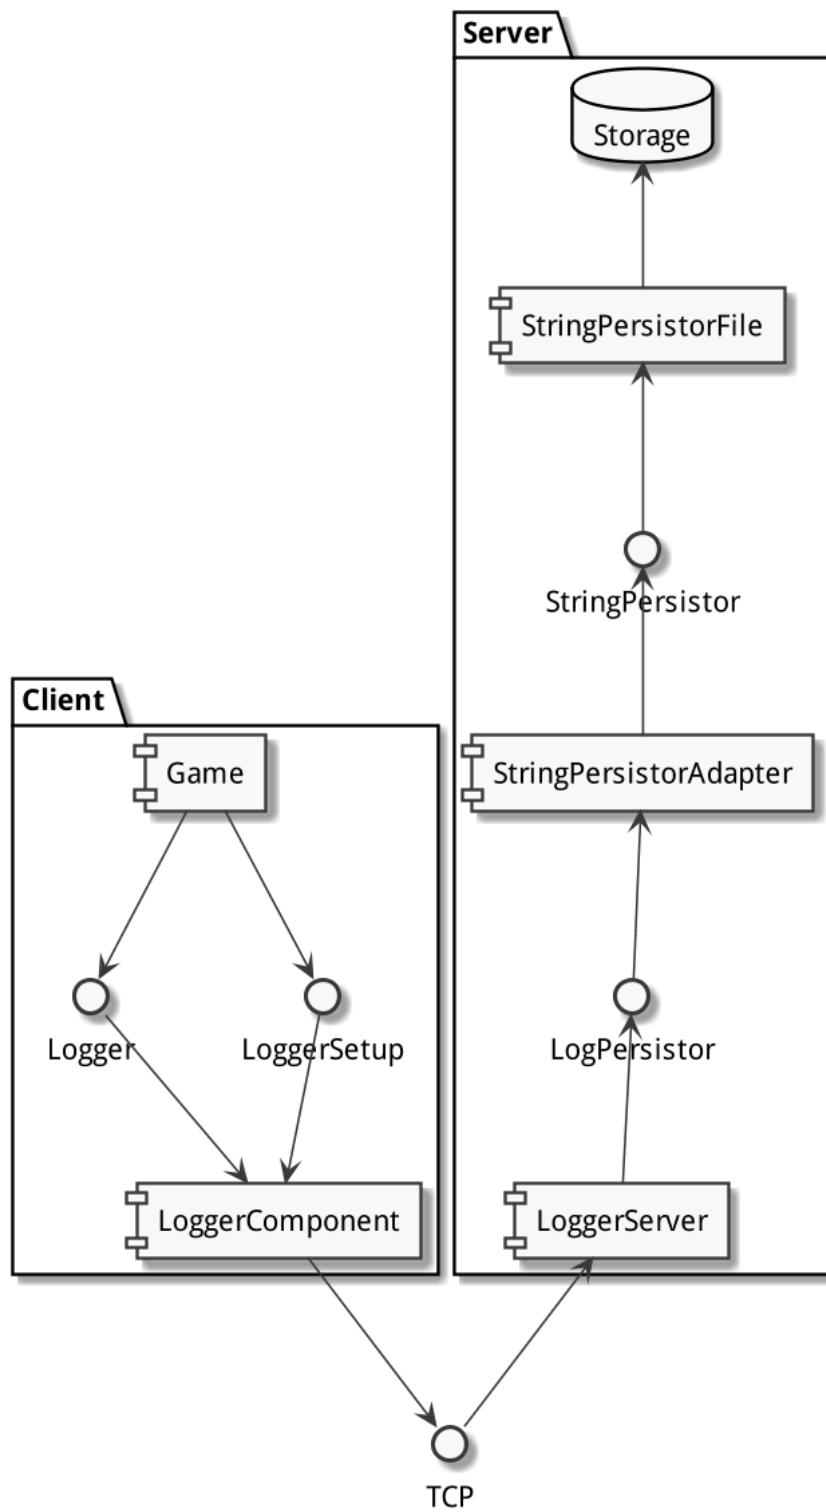 Server
Storage
StringPersistorFile
StringPersistor
Client
Game
StringPersistorAdapter
Logger
LoggerSetup
LogPersistor
LoggerComponent
LoggerServer
TCP